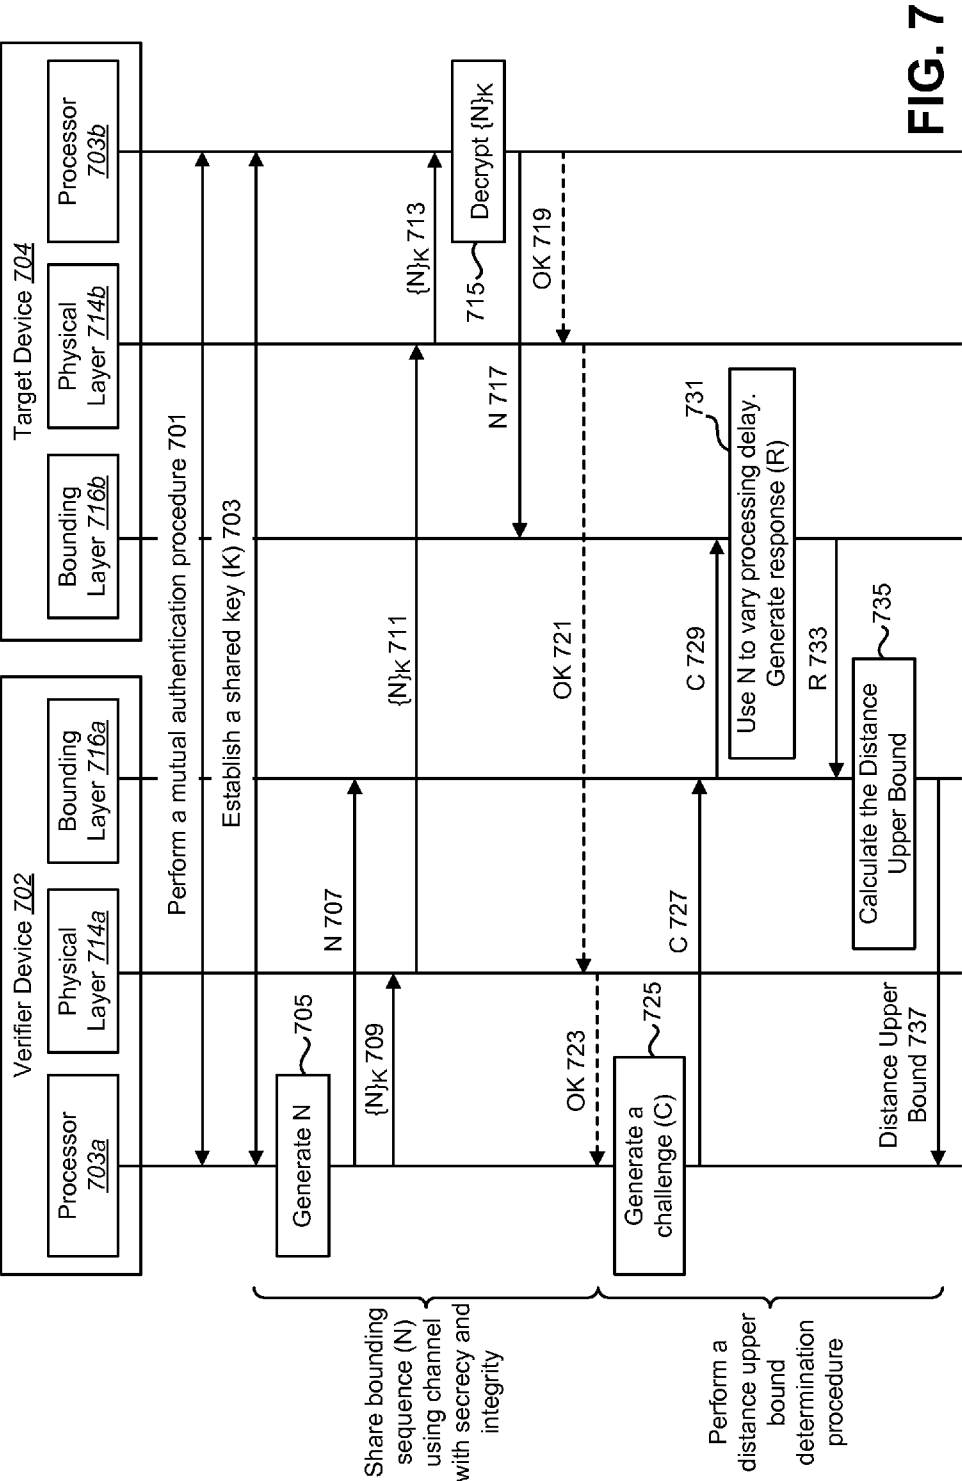 Verifier Device 702
Target Device 704
Processor
703a
Physical
Layer 714a
Bounding
Layer 716a
Bounding
Layer 716b
Physical
Layer 714b
Processor
703b
Perform a mutual authentication procedure 701
Establish a shared key (K) 703
Share bounding
sequence (N)
using channel
with secrecy and
integrity
Generate N
705
N 707
{N}K 709
{N}K 711
{N}K 713
Decrypt {N}K
715
N 717
OK 719
OK 721
OK 723
Perform a
distance upper
bound
determination
procedure
Generate a
challenge (C)
725
C 727
C 729
Use N to vary processing delay.
Generate response (R)
731
R 733
Calculate the Distance
Upper Bound
735
Distance Upper
Bound 737
FIG. 7